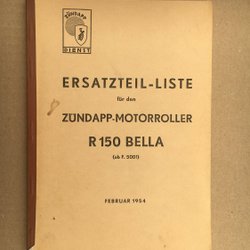 ZÜNDAPP
DIENST
ERSATZTEIL-LISTE
für den
ZÜNDAPP-MOTORROLLER
R 150 BELLA
(ab F. 5001)
FEBRUAR 1954